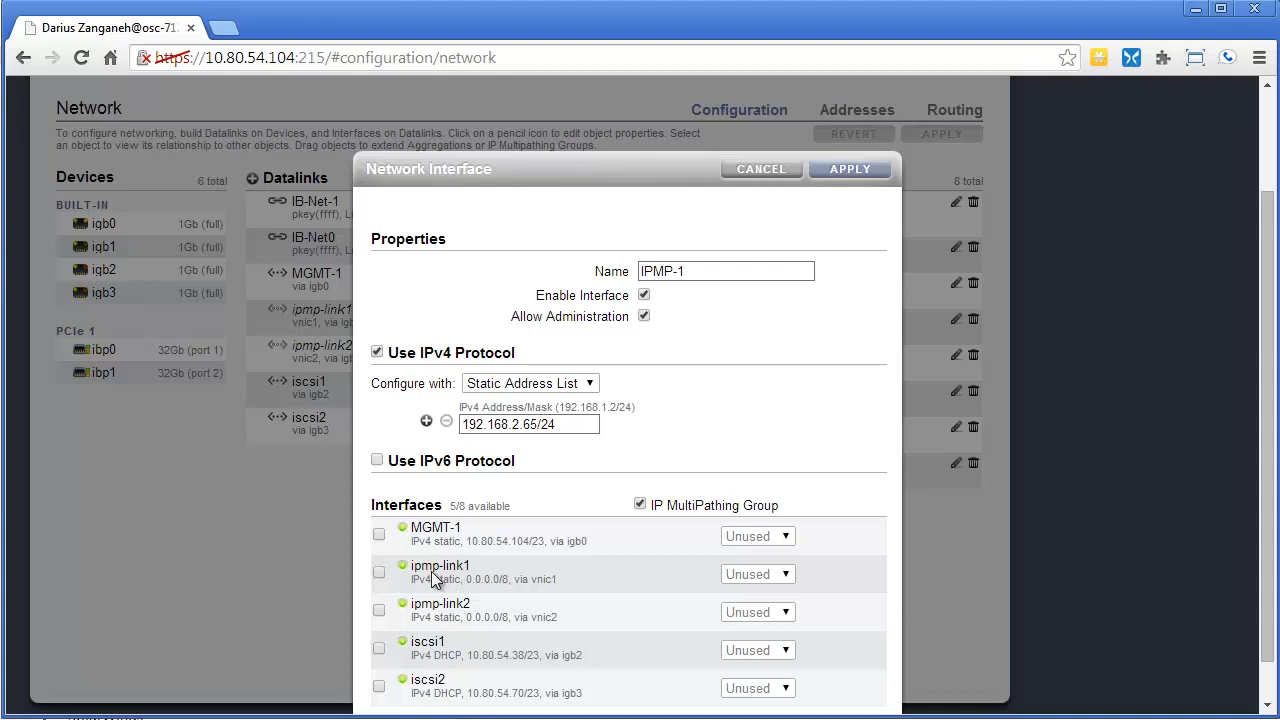 Darius Zanganeh@osc-71
https://10.80.54.104:215/#configuration/network
Network
Configuration
Addresses
Routing
To configure networking, build Datalinks on Devices, and Interfaces on Datalinks. Click on a pencil icon to edit object properties. Select
an object to view its relationship to other objects. Drag objects to extend Aggregations or IP Multipathing Groups.
REVERT
APPLY
Devices
6 total
Datalinks
8 total
BUILT-IN
igb0 1Gb (full)
igb1 1Gb (full)
igb2 1Gb (full)
igb3 1Gb (full)
PCIe 1
ibp0 32Gb (port 1)
ibp1 32Gb (port 2)
IB-Net-1
pkey(ffff), Li
IB-Net0
pkey(ffff), Li
MGMT-1
via igb0
ipmp-link1
vnic1, via igb
ipmp-link2
vnic2, via igb
iscsi1
via igb2
iscsi2
via igb3
Network Interface
CANCEL
APPLY
Properties
Name IPMP-1
Enable Interface
Allow Administration
Use IPv4 Protocol
Configure with: Static Address List
IPv4 Address/Mask (192.168.1.2/24)
192.168.2.65/24
Use IPv6 Protocol
Interfaces 5/8 available
IP MultiPathing Group
MGMT-1
IPv4 static, 10.80.54.104/23, via igb0
Unused
ipmp-link1
IPv4 static, 0.0.0.0/8, via vnic1
Unused
ipmp-link2
IPv4 static, 0.0.0.0/8, via vnic2
Unused
iscsi1
IPv4 DHCP, 10.80.54.38/23, via igb2
Unused
iscsi2
IPv4 DHCP, 10.80.54.70/23, via igb3
Unused